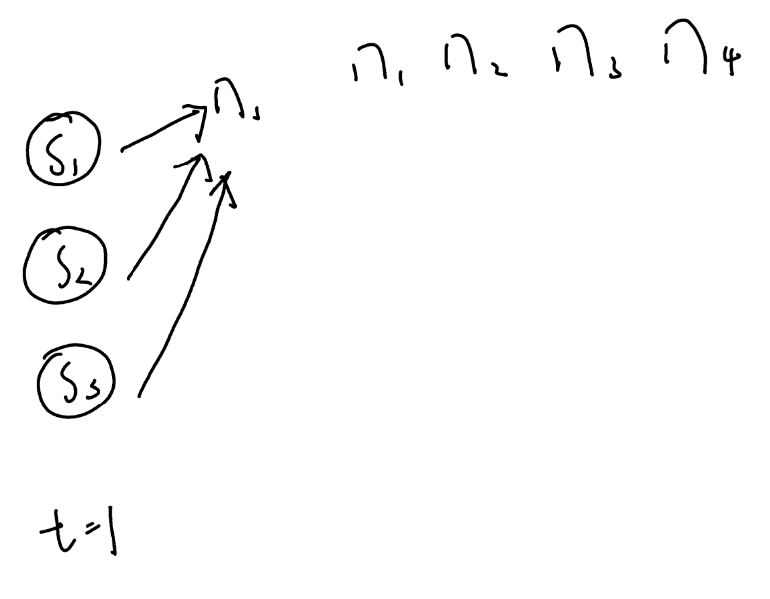 n₁ n₂ n₃ n₄
n₁
S₁
S₂
S₃
t=1